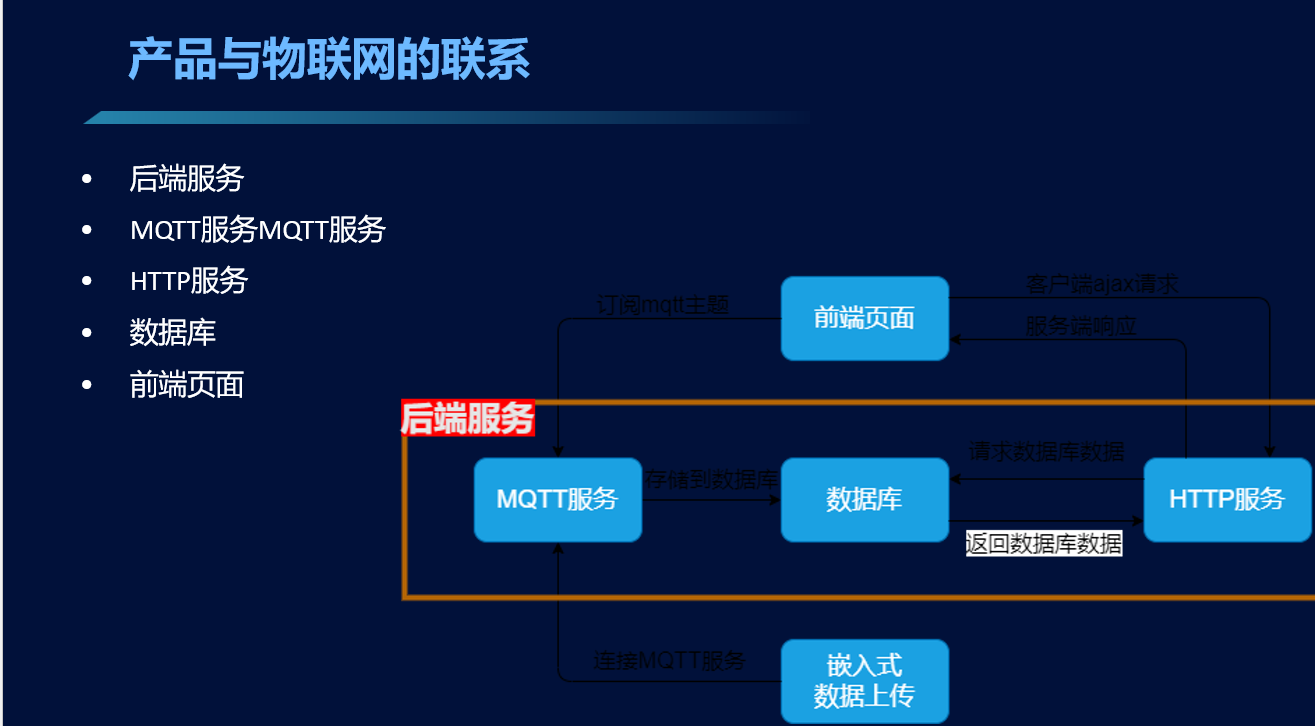 产品与物联网的联系
后端服务
MQTT服务MQTT服务
HTTP服务
数据库
前端页面
客户端ajax请求
订阅mqtt主题
前端页面
服务端响应
后端服务
请求数据库数据
存储到数据库
MQTT服务
数据库
HTTP服务
返回数据库数据
连接MQTT服务
嵌入式
数据上传